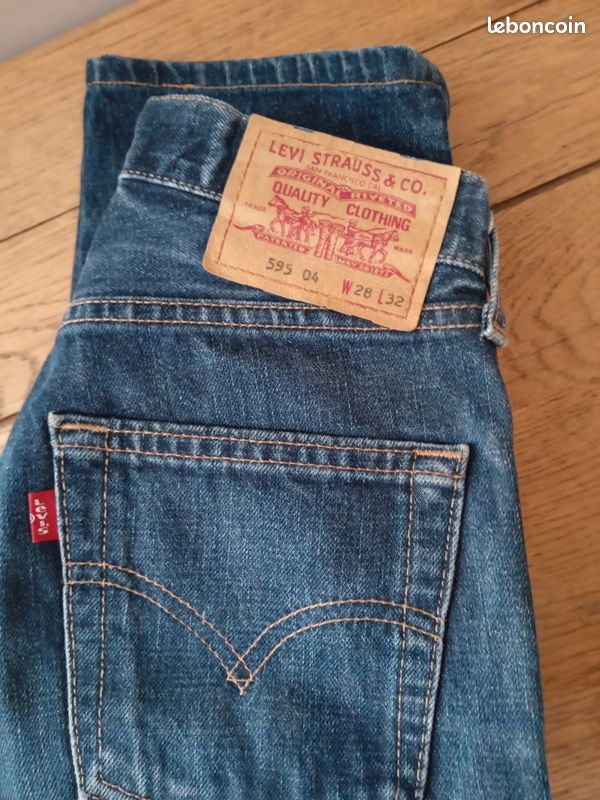 leboncoin
LEVI STRAUSS & CO.
SAN FRANCISCO CAL.
ORIGINAL RIVETED
QUALITY CLOTHING
TRADE MARK
595 04 W28 L32
LEVI'S